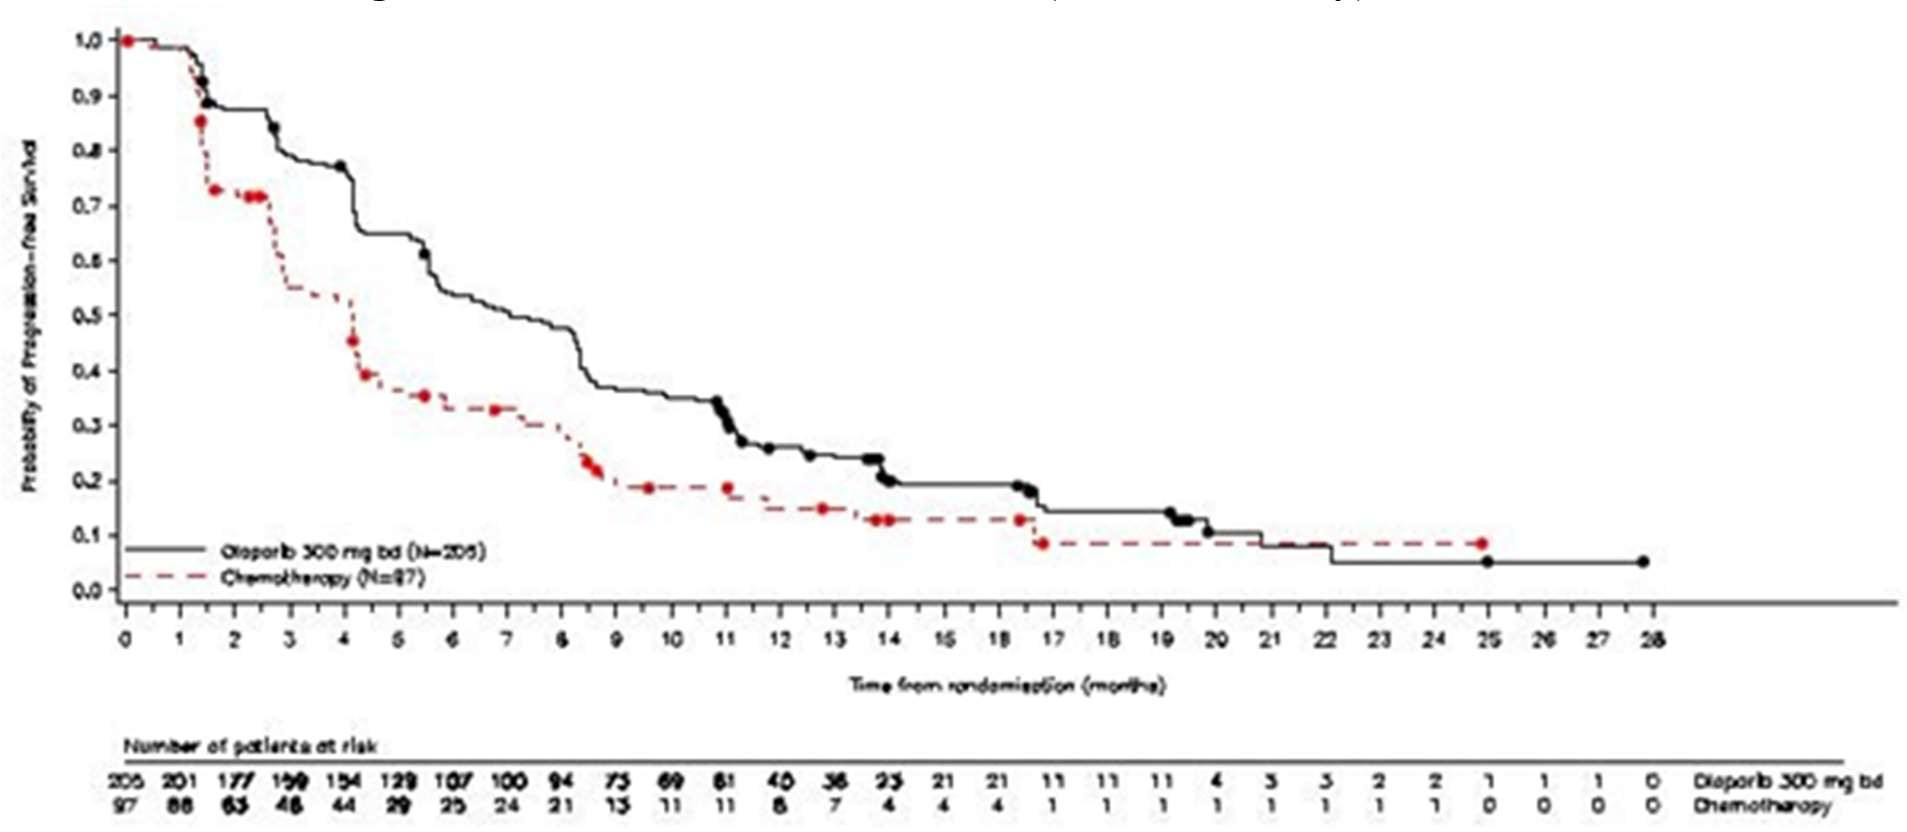 Probability of Progression-free Survival
1.0
0.9
0.8
0.7
0.6
0.5
0.4
0.3
0.2
0.1
0.0
Olaparib 300 mg bd (N=205)
Chemotherapy (N=97)
0 1 2 3 4 5 6 7 8 9 10 11 12 13 14 15 16 17 18 19 20 21 22 23 24 25 26 27 28
Time from randomisation (months)
Number of patients at risk
205 201 177 159 154 129 107 100 94 73 69 61 40 36 23 21 21 11 11 11 4 3 3 2 2 1 1 1 0 Olaparib 300 mg bd
97 88 63 46 44 29 25 24 21 13 11 11 8 7 4 4 4 1 1 1 1 1 1 1 1 0 0 0 0 Chemotherapy